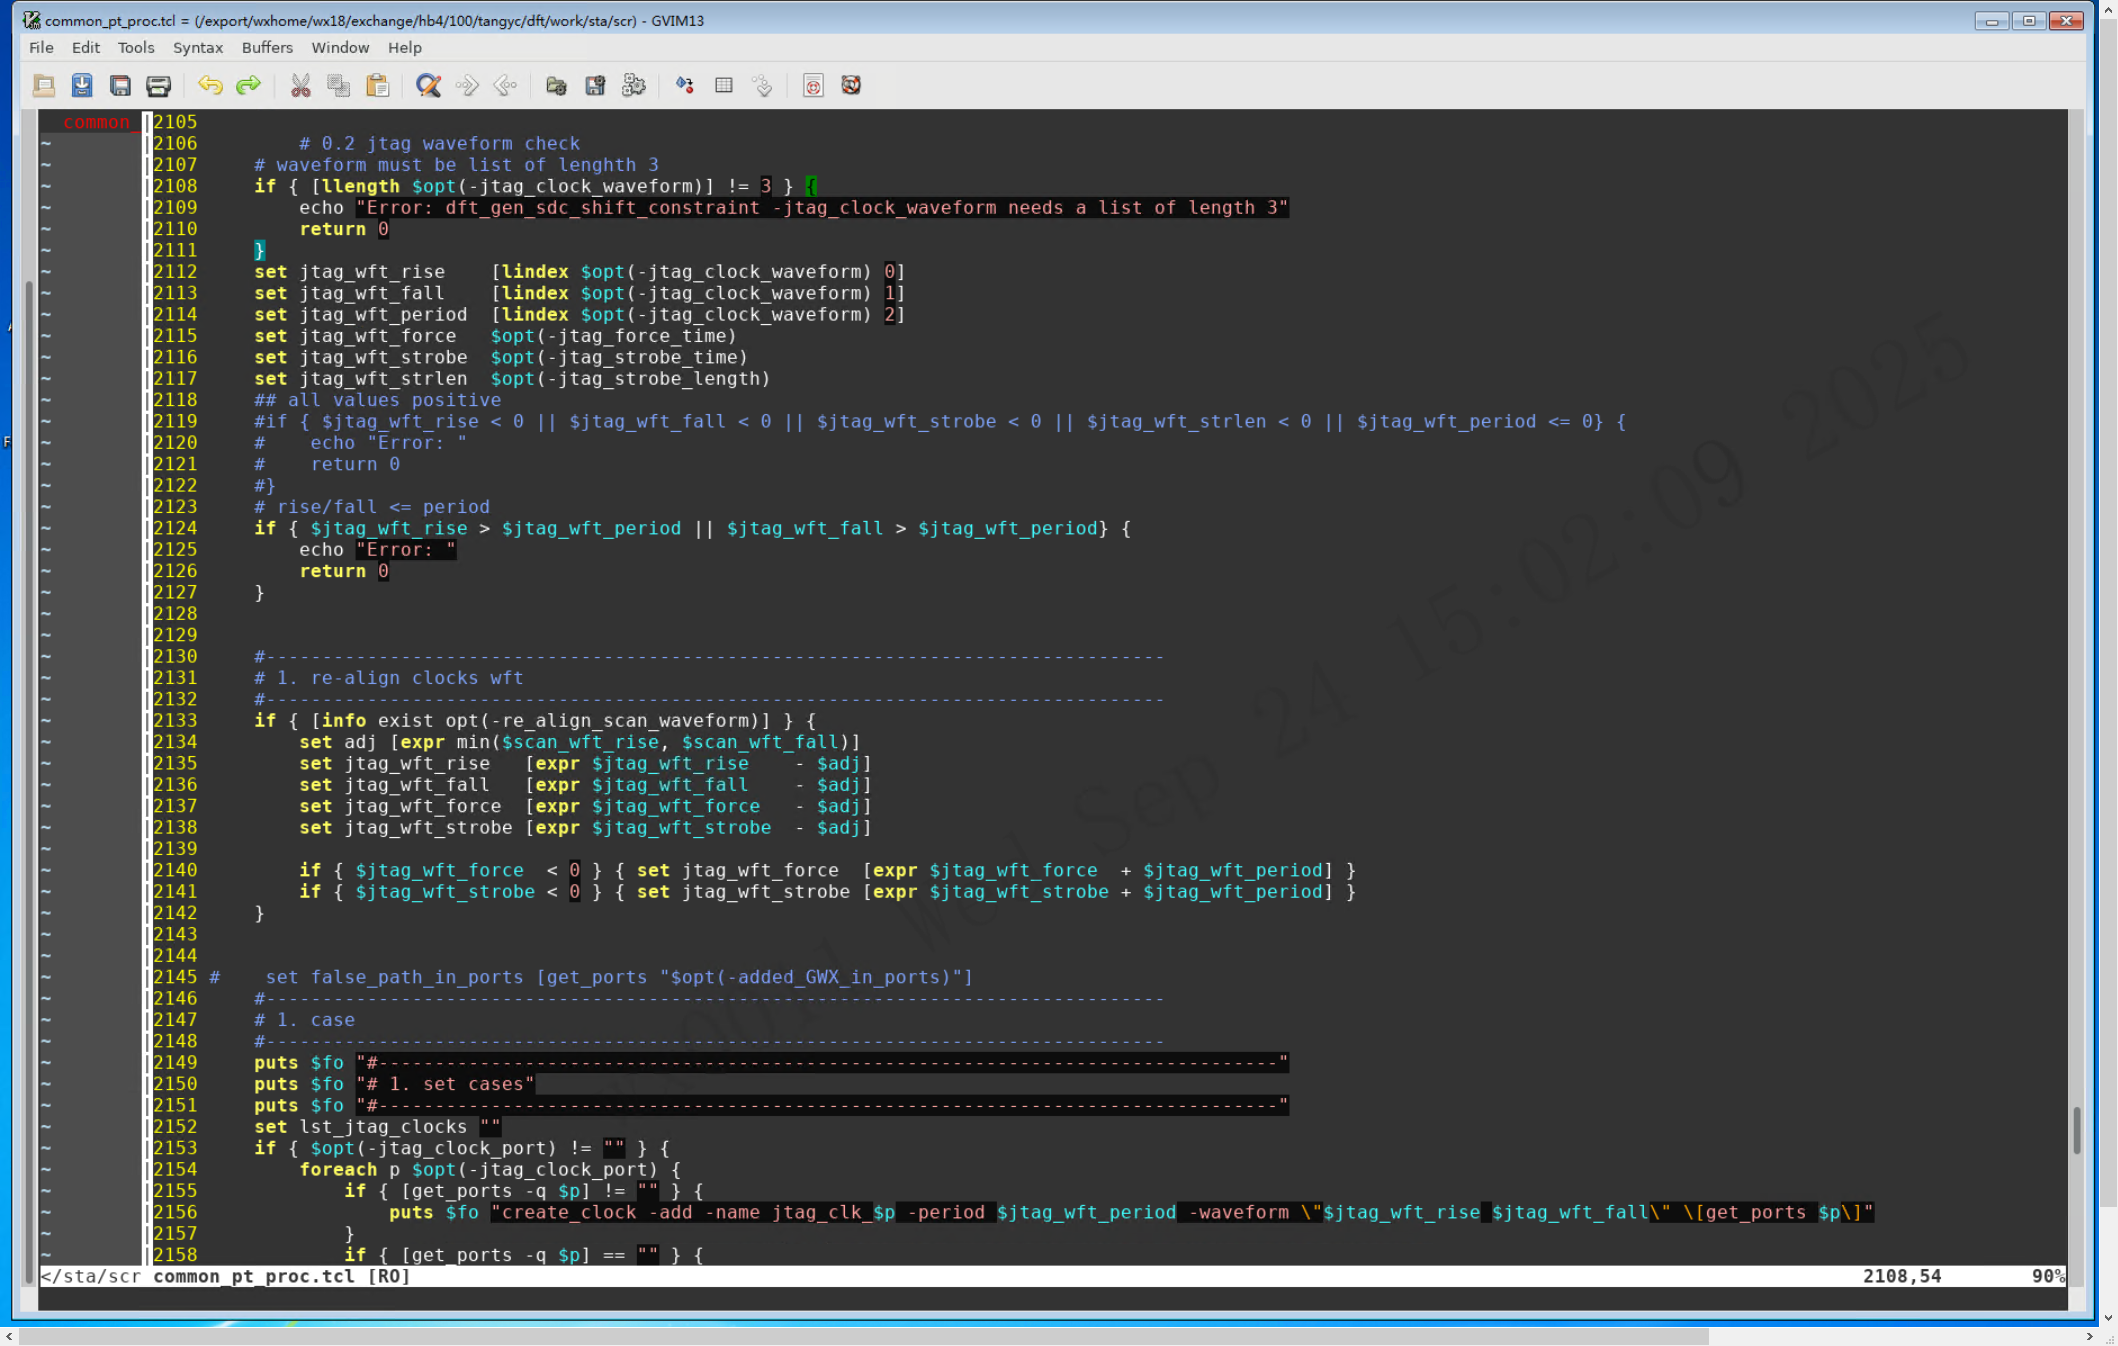 common_pt_proc.tcl = (/export/wxhome/wx18/exchange/hb4/100/tangyc/dft/work/sta/scr) - GVIM13
File Edit Tools Syntax Buffers Window Help
common_
2105
2106         # 0.2 jtag waveform check
2107     # waveform must be list of lenghth 3
2108     if { [llength $opt(-jtag_clock_waveform)] != 3 } {
2109         echo "Error: dft_gen_sdc_shift_constraint -jtag_clock_waveform needs a list of length 3"
2110         return 0
2111     }
2112     set jtag_wft_rise    [lindex $opt(-jtag_clock_waveform) 0]
2113     set jtag_wft_fall    [lindex $opt(-jtag_clock_waveform) 1]
2114     set jtag_wft_period  [lindex $opt(-jtag_clock_waveform) 2]
2115     set jtag_wft_force   $opt(-jtag_force_time)
2116     set jtag_wft_strobe  $opt(-jtag_strobe_time)
2117     set jtag_wft_strlen  $opt(-jtag_strobe_length)
2118     ## all values positive
2119     #if { $jtag_wft_rise < 0 || $jtag_wft_fall < 0 || $jtag_wft_strobe < 0 || $jtag_wft_strlen < 0 || $jtag_wft_period <= 0} {
2120     #    echo "Error: "
2121     #    return 0
2122     #}
2123     # rise/fall <= period
2124     if { $jtag_wft_rise > $jtag_wft_period || $jtag_wft_fall > $jtag_wft_period} {
2125         echo "Error: "
2126         return 0
2127     }
2128
2129
2130     #--------------------------------------------------------------------------------
2131     # 1. re-align clocks wft
2132     #--------------------------------------------------------------------------------
2133     if { [info exist opt(-re_align_scan_waveform)] } {
2134         set adj [expr min($scan_wft_rise, $scan_wft_fall)]
2135         set jtag_wft_rise   [expr $jtag_wft_rise    - $adj]
2136         set jtag_wft_fall   [expr $jtag_wft_fall    - $adj]
2137         set jtag_wft_force  [expr $jtag_wft_force   - $adj]
2138         set jtag_wft_strobe [expr $jtag_wft_strobe  - $adj]
2139
2140         if { $jtag_wft_force  < 0 } { set jtag_wft_force  [expr $jtag_wft_force  + $jtag_wft_period] }
2141         if { $jtag_wft_strobe < 0 } { set jtag_wft_strobe [expr $jtag_wft_strobe + $jtag_wft_period] }
2142     }
2143
2144
2145 #    set false_path_in_ports [get_ports "$opt(-added_GWX_in_ports)"]
2146     #--------------------------------------------------------------------------------
2147     # 1. case
2148     #--------------------------------------------------------------------------------
2149     puts $fo "#--------------------------------------------------------------------------------"
2150     puts $fo "# 1. set cases"
2151     puts $fo "#--------------------------------------------------------------------------------"
2152     set lst_jtag_clocks ""
2153     if { $opt(-jtag_clock_port) != "" } {
2154         foreach p $opt(-jtag_clock_port) {
2155             if { [get_ports -q $p] != "" } {
2156                 puts $fo "create_clock -add -name jtag_clk_$p -period $jtag_wft_period -waveform \"$jtag_wft_rise $jtag_wft_fall\" \[get_ports $p\]"
2157             }
2158             if { [get_ports -q $p] == "" } {
</sta/scr common_pt_proc.tcl [RO] 2108,54 90%
Wed Sep 24 15:02:09 2025